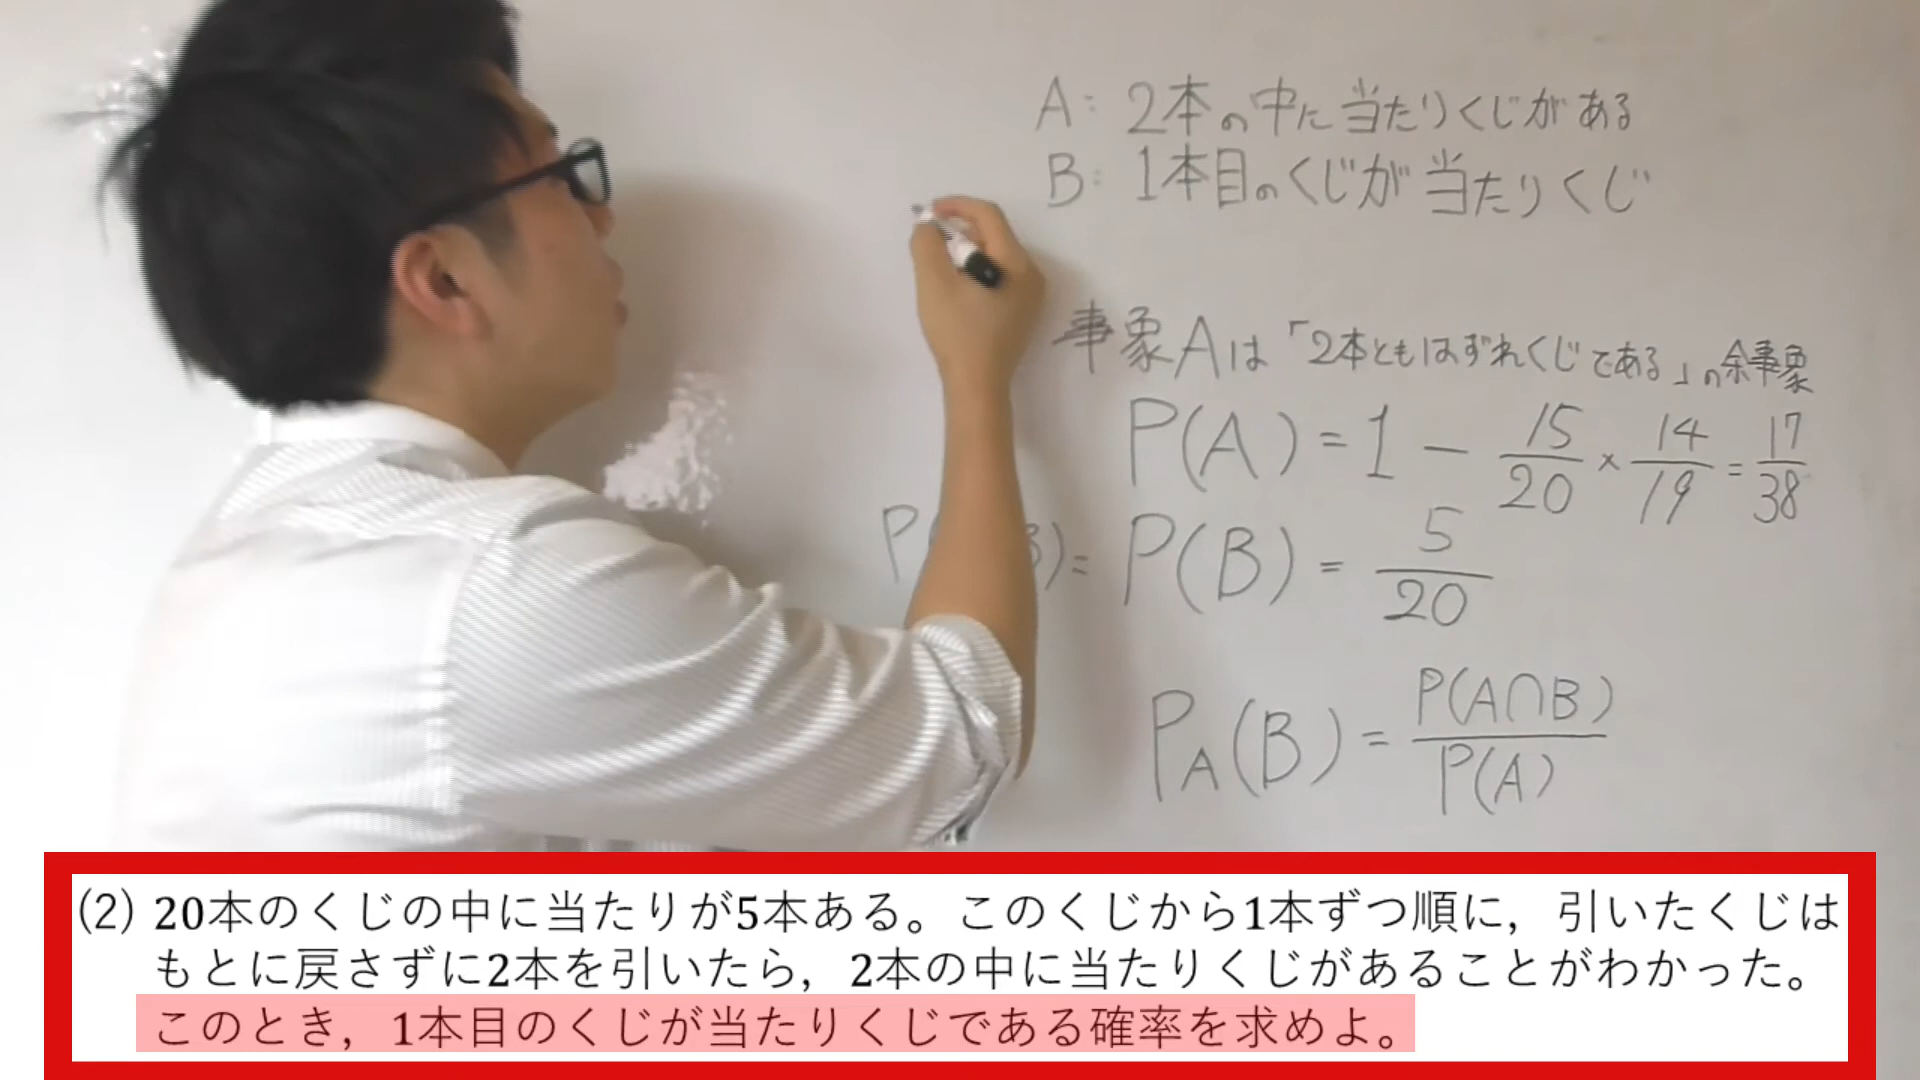 A: 2本の中に当たりくじがある
B: 1本目のくじが当たりくじ
事象Aは「2本ともはずれくじである」の余事象
P(A) = 1 - 15/20 × 14/19 = 17/38
P( B) = P(B) = 5/20
P_A(B) = P(A∩B)/P(A)
(2) 20本のくじの中に当たりが5本ある。このくじから1本ずつ順に，引いたくじは
もとに戻さずに2本を引いたら，2本の中に当たりくじがあることがわかった。
このとき，1本目のくじが当たりくじである確率を求めよ。